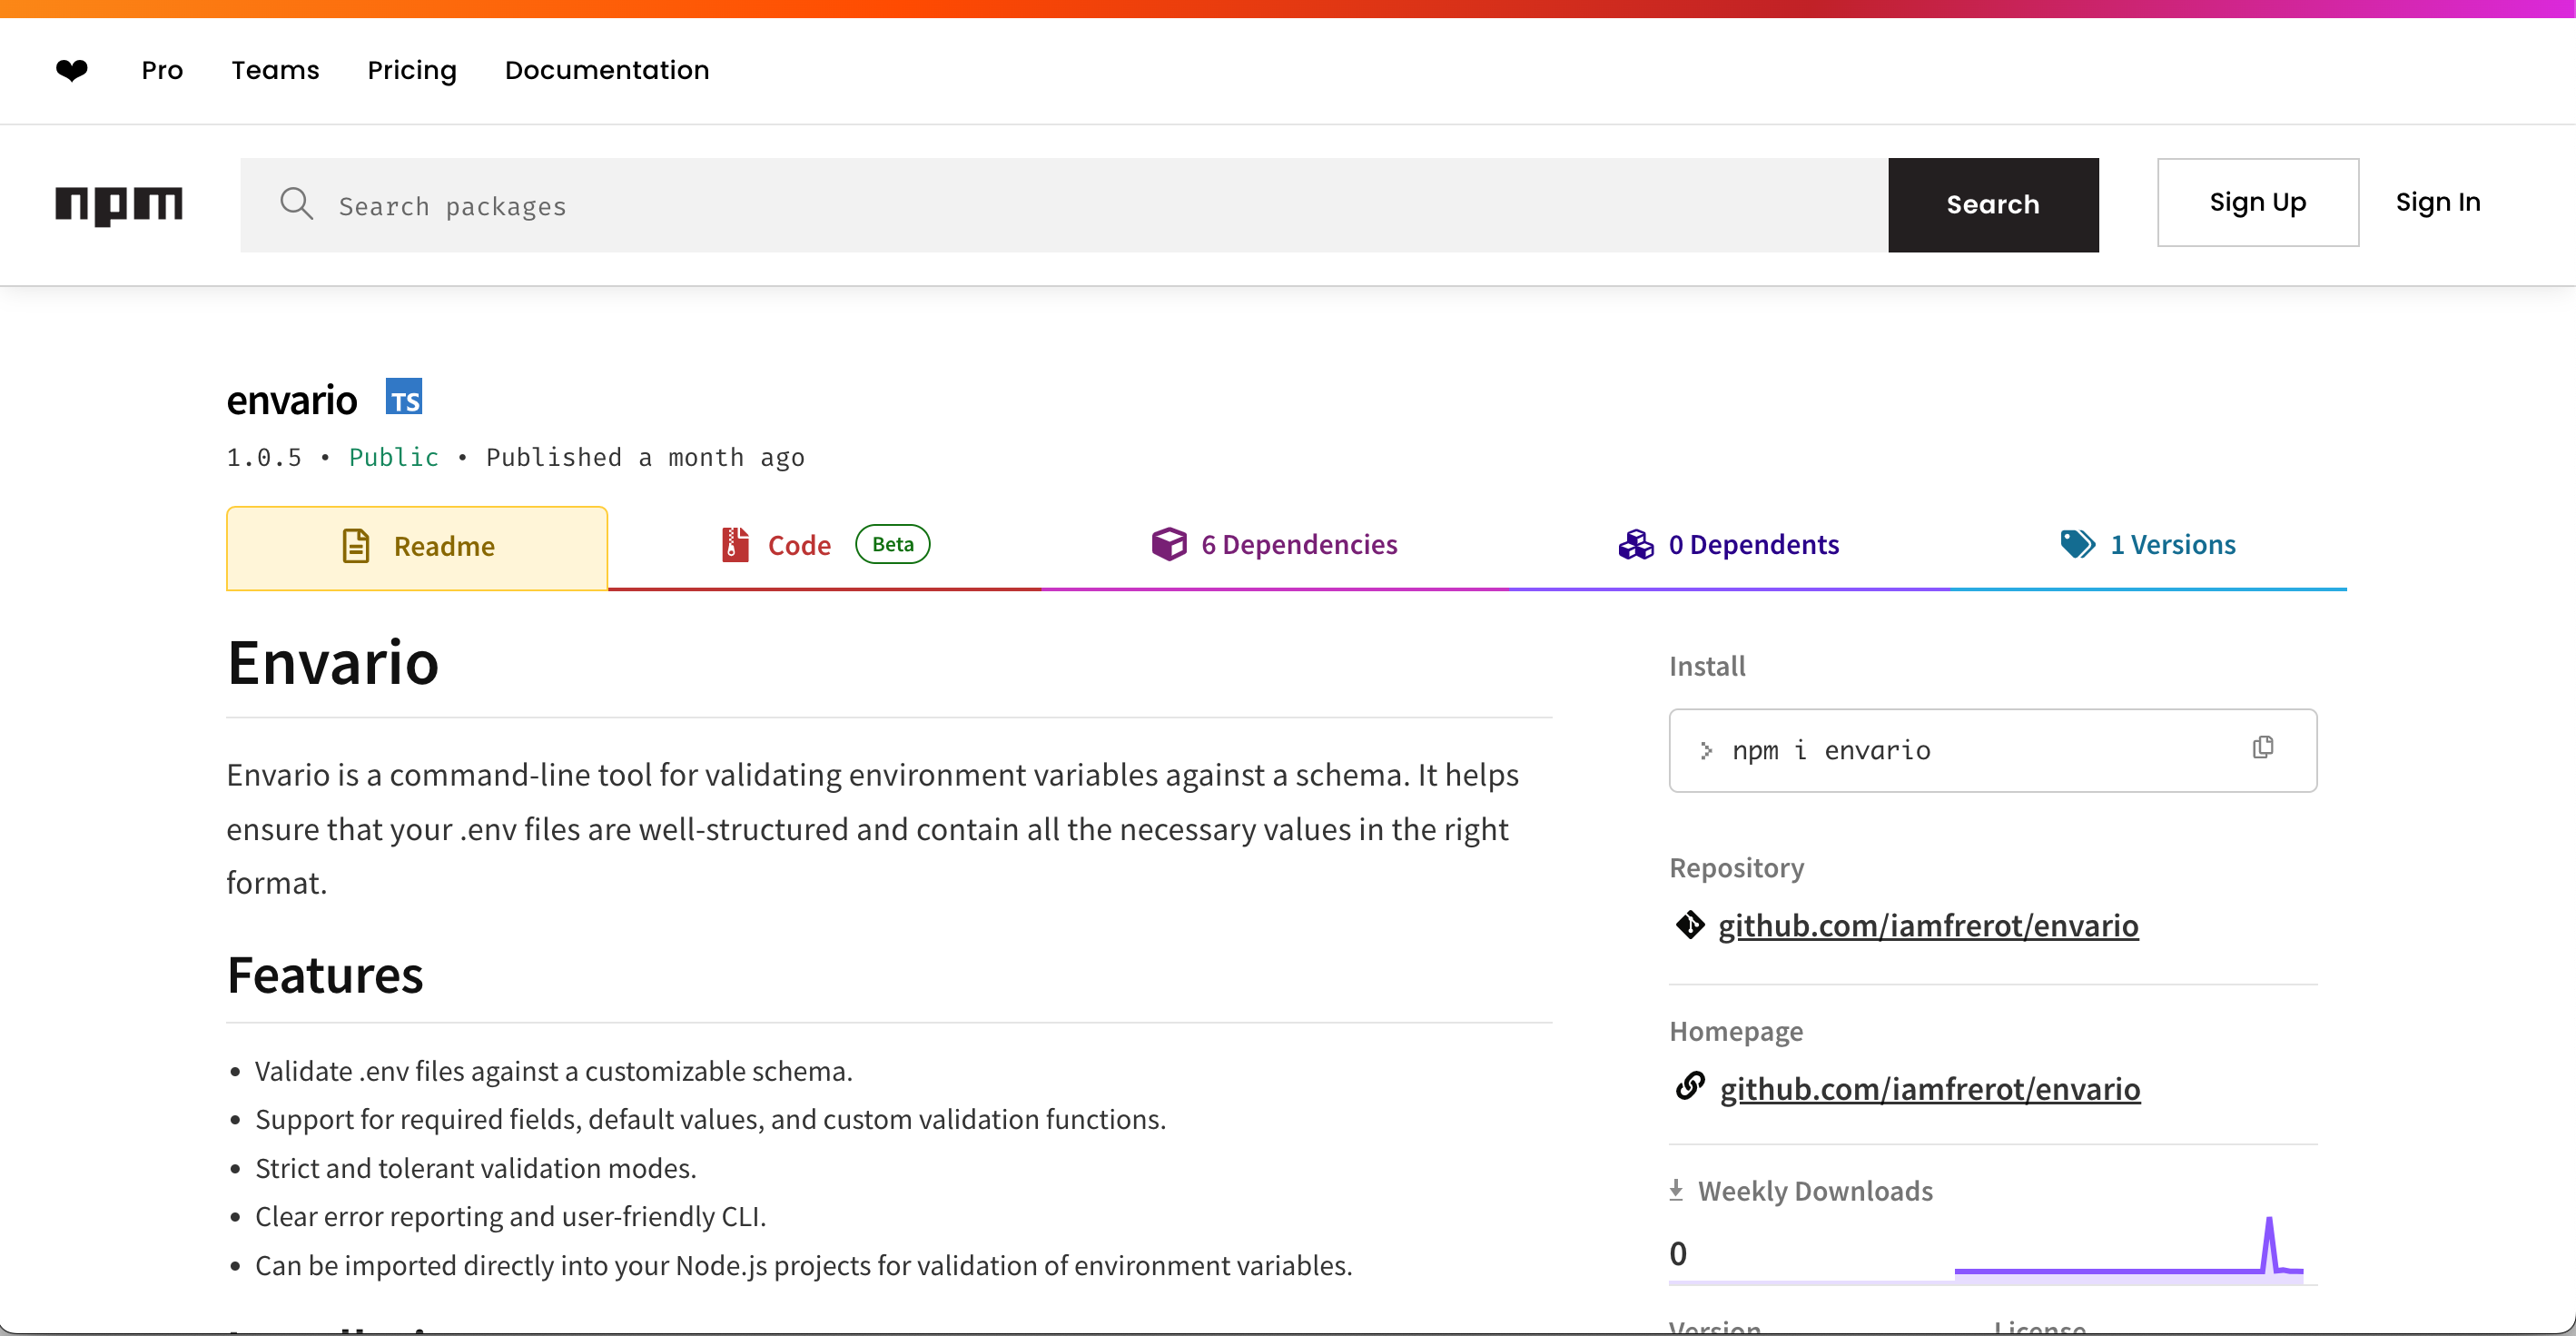 ❤ Pro Teams Pricing Documentation
npm Search packages Search Sign Up Sign In
envario TS
1.0.5 • Public • Published a month ago
Readme Code Beta 6 Dependencies 0 Dependents 1 Versions
Envario
Envario is a command-line tool for validating environment variables against a schema. It helps
ensure that your .env files are well-structured and contain all the necessary values in the right
format.
Features
• Validate .env files against a customizable schema.
• Support for required fields, default values, and custom validation functions.
• Strict and tolerant validation modes.
• Clear error reporting and user-friendly CLI.
• Can be imported directly into your Node.js projects for validation of environment variables.
Install
> npm i envario
Repository
github.com/iamfrerot/envario
Homepage
github.com/iamfrerot/envario
Weekly Downloads
0
Version License